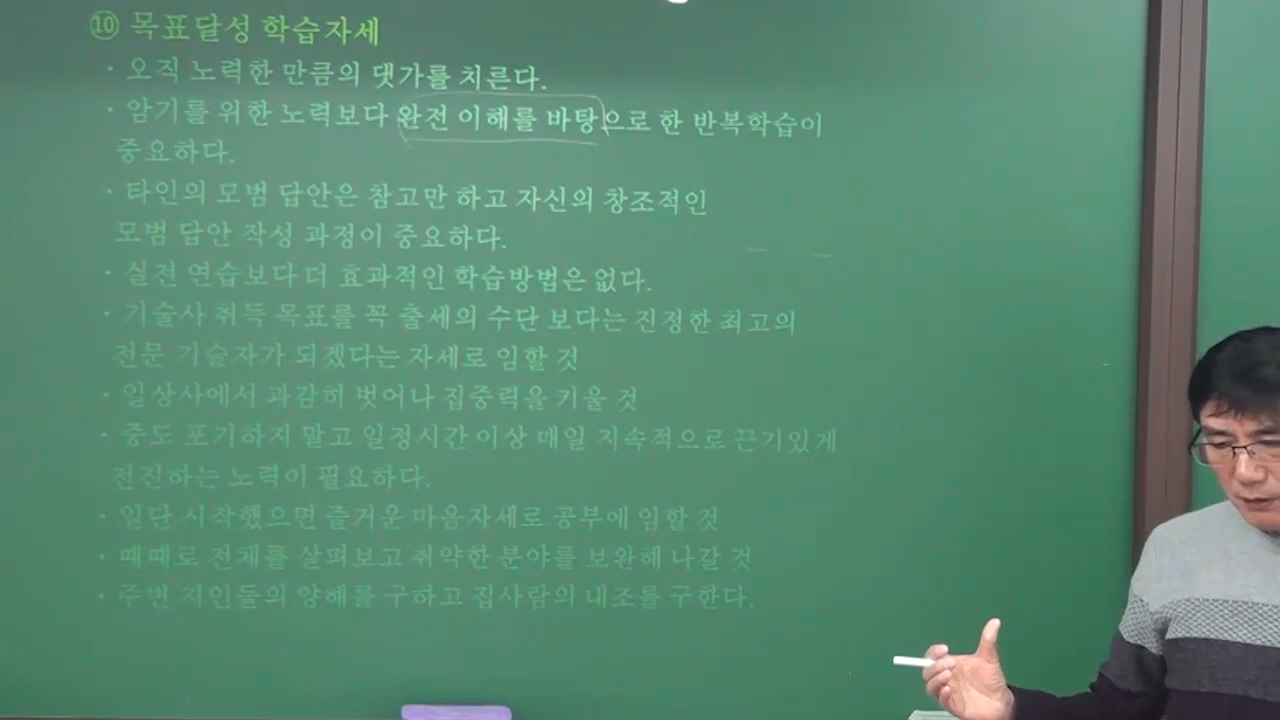 ⑩ 목표달성 학습자세
· 오직 노력한 만큼의 댓가를 치른다.
· 암기를 위한 노력보다 완전 이해를 바탕으로 한 반복학습이
중요하다.
· 타인의 모범 답안은 참고만 하고 자신의 창조적인
모범 답안 작성 과정이 중요하다.
· 실전 연습보다 더 효과적인 학습방법은 없다.
· 기술사 취득 목표를 꼭 출세의 수단 보다는 진정한 최고의
전문 기술자가 되겠다는 자세로 임할 것
· 일상사에서 과감히 벗어나 집중력을 키울 것
· 중도 포기하지 말고 일정시간 이상 매일 지속적으로 끈기있게
전진하는 노력이 필요하다.
· 일단 시작했으면 즐거운 마음자세로 공부에 임할 것
· 때때로 전체를 살펴보고 취약한 분야를 보완해 나갈 것
· 주변 지인들의 양해를 구하고 집사람의 내조를 구한다.